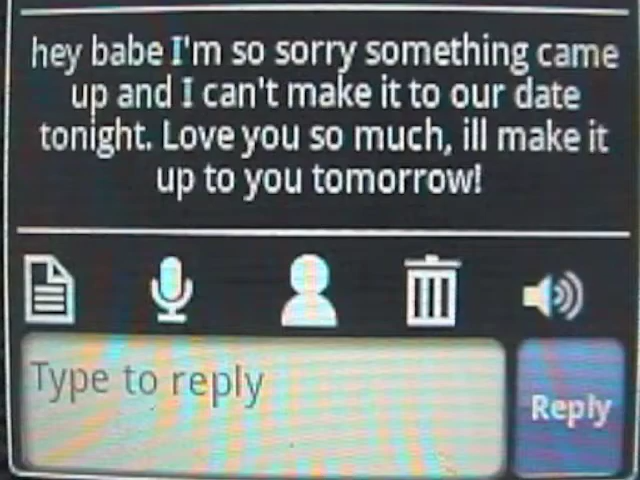 hey babe I'm so sorry something came
up and I can't make it to our date
tonight. Love you so much, ill make it
up to you tomorrow!
Type to reply
Reply